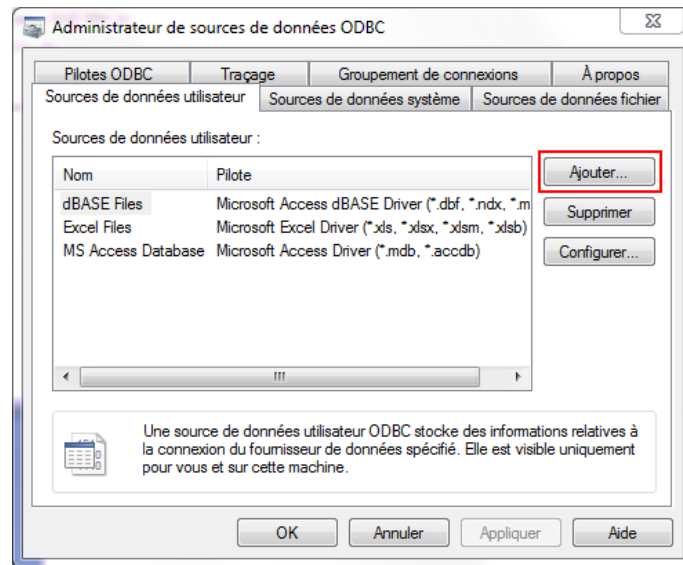 Administrateur de sources de données ODBC
Pilotes ODBC Traçage Groupement de connexions À propos
Sources de données utilisateur Sources de données système Sources de données fichier
Sources de données utilisateur :
Nom Pilote
dBASE Files Microsoft Access dBASE Driver (*.dbf, *.ndx, *.m
Excel Files Microsoft Excel Driver (*.xls, *.xlsx, *.xlsm, *.xlsb)
MS Access Database Microsoft Access Driver (*.mdb, *.accdb)
Ajouter...
Supprimer
Configurer...
Une source de données utilisateur ODBC stocke des informations relatives à
la connexion du fournisseur de données spécifié. Elle est visible uniquement
pour vous et sur cette machine.
OK Annuler Appliquer Aide